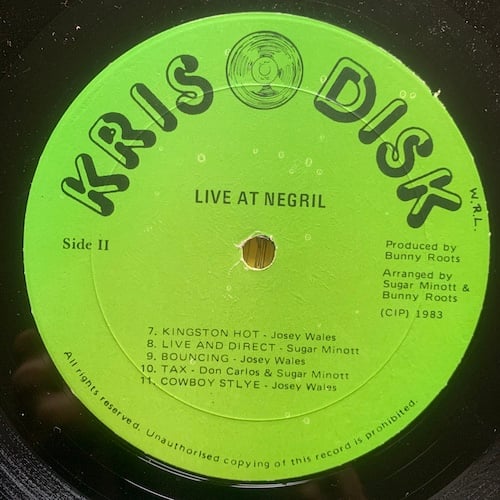 KRIS DISK
W.R.L.
LIVE AT NEGRIL
Side II
Produced by
Bunny Roots
Arranged by
Sugar Minott &
Bunny Roots
(CIP) 1983
7. KINGSTON HOT - Josey Wales
8. LIVE AND DIRECT - Sugar Minott
9. BOUNCING - Josey Wales
10. TAX - Don Carlos & Sugar Minott
11. COWBOY STLYE - Josey Wales
All rights reserved. Unauthorised copying of this record is prohibited.